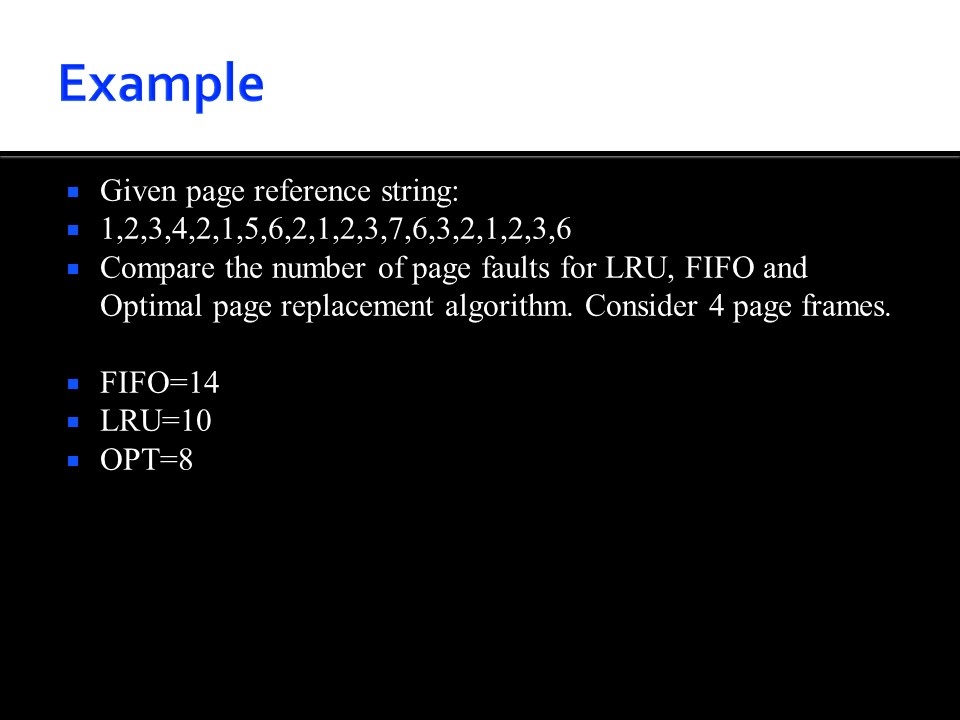 Example
Given page reference string:
1,2,3,4,2,1,5,6,2,1,2,3,7,6,3,2,1,2,3,6
Compare the number of page faults for LRU, FIFO and
Optimal page replacement algorithm. Consider 4 page frames.
FIFO=14
LRU=10
OPT=8